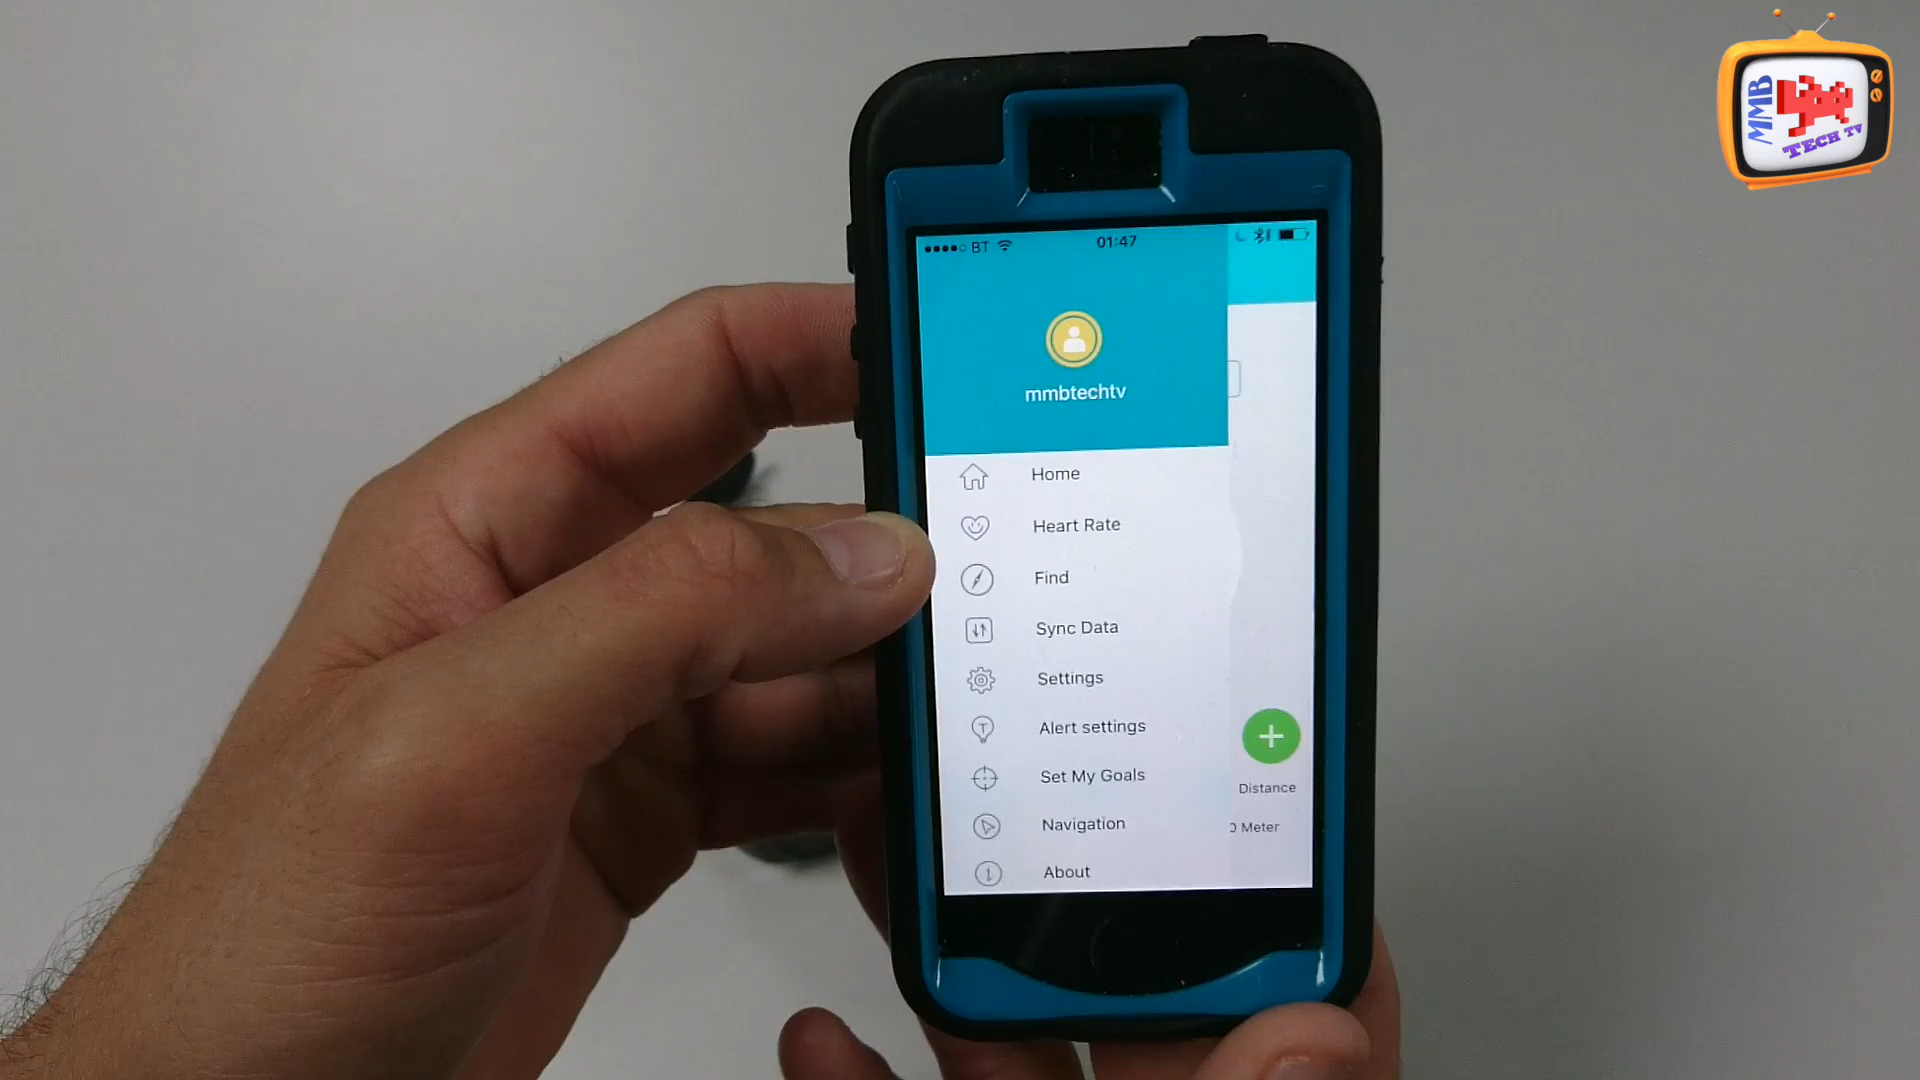 MMB
TECH TV
BT 01:47
mmbtechtv
Home
Heart Rate
Find
Sync Data
Settings
Alert settings
Set My Goals
Navigation
About
Distance
Meter